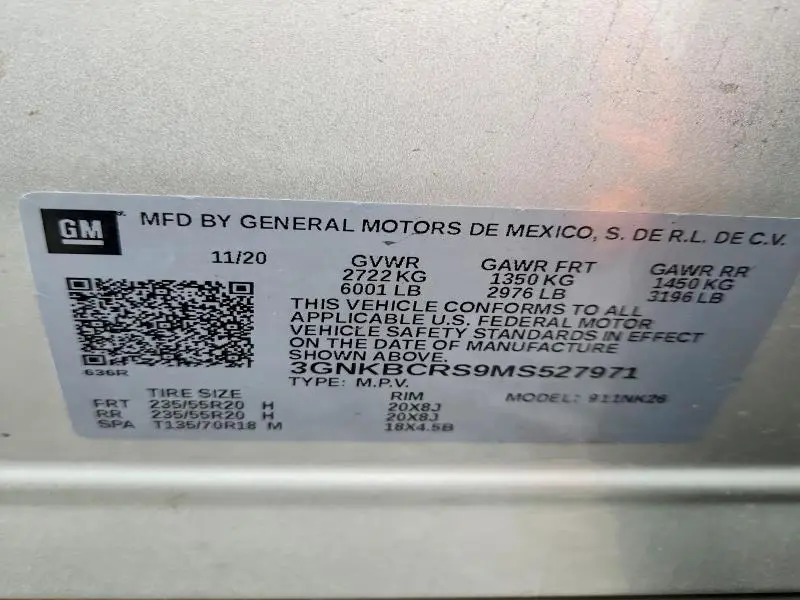 GM MFD BY GENERAL MOTORS DE MEXICO, S. DE R.L. DE C.V.
11/20 GVWR GAWR FRT GAWR RR
2722 KG 1350 KG 1450 KG
6001 LB 2976 LB 3196 LB
THIS VEHICLE CONFORMS TO ALL
APPLICABLE U.S. FEDERAL MOTOR
VEHICLE SAFETY STANDARDS IN EFFECT
ON THE DATE OF MANUFACTURE
SHOWN ABOVE.
636R 3GNKBCRS9MS527971
TYPE: M.P.V.
TIRE SIZE RIM MODEL: 911NK26
FRT 235/55R20 H 20X8J
RR 235/55R20 H 20X8J
SPA T135/70R18 M 18X4.5B